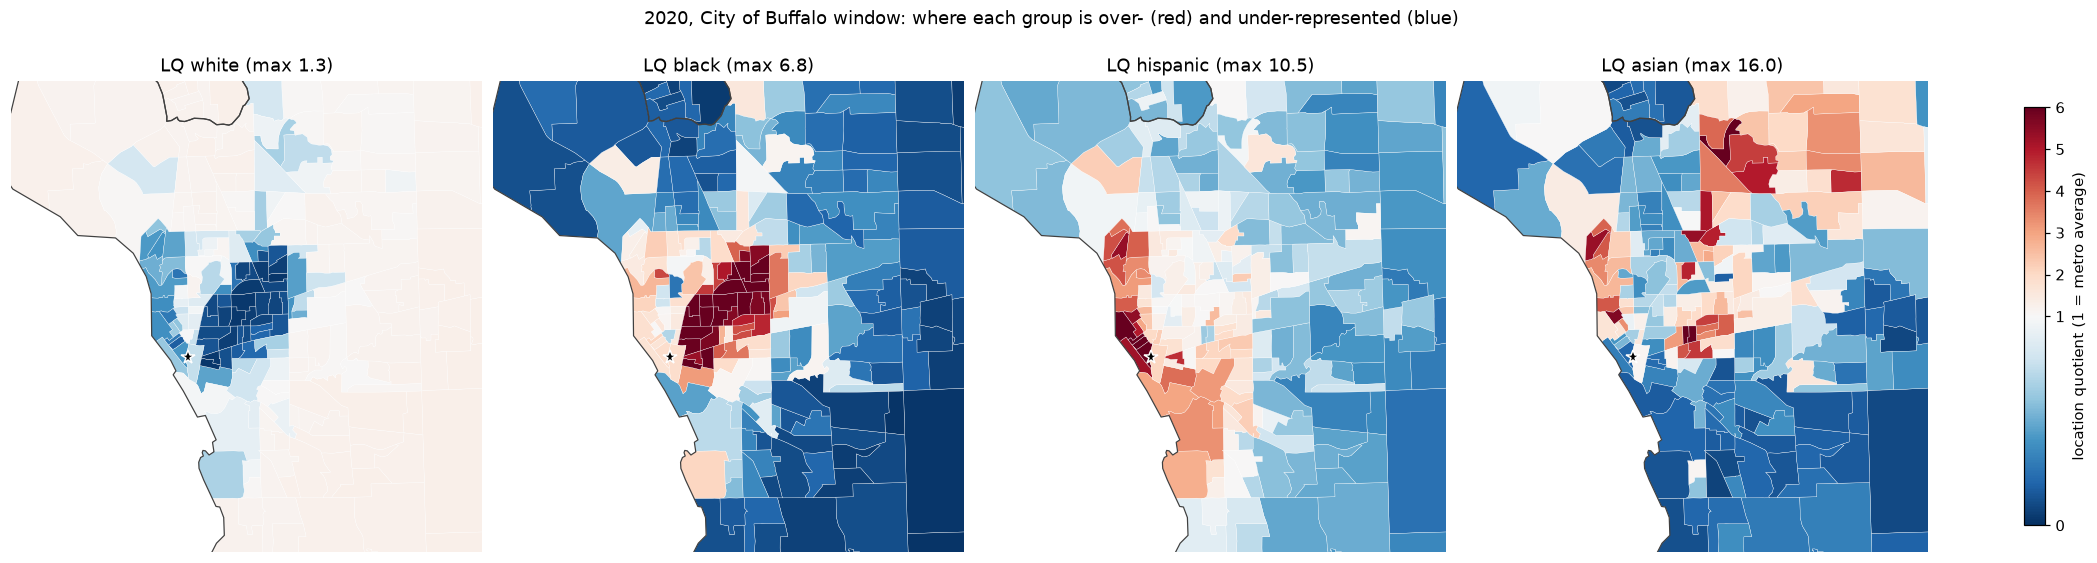 2020, City of Buffalo window: where each group is over- (red) and under-represented (blue)
LQ white (max 1.3)
LQ black (max 6.8)
LQ hispanic (max 10.5)
LQ asian (max 16.0)
6
5
4
3
2
1
0
location quotient (1 = metro average)